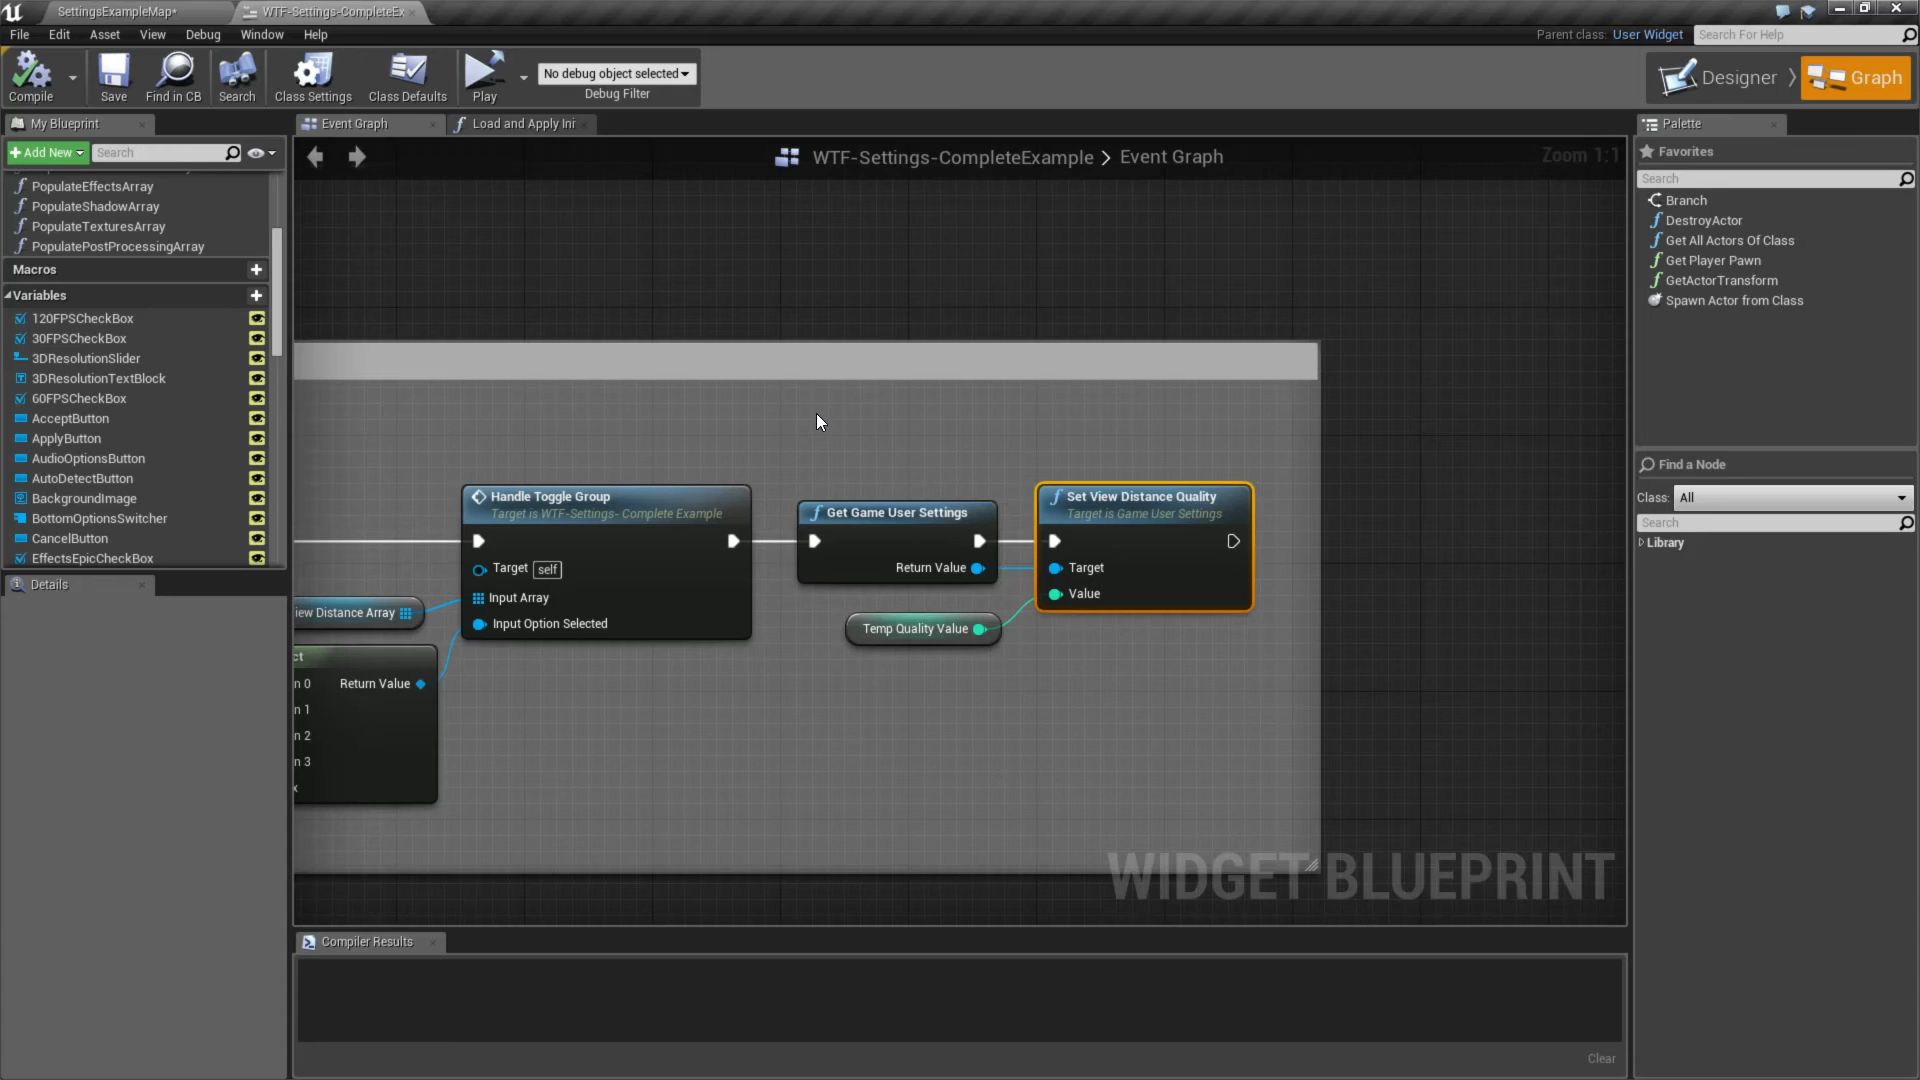 SettingsExampleMap*
WTF-Settings-CompleteEx
File Edit Asset View Debug Window Help
Parent class: User Widget
Search For Help
Compile
Save
Find in CB
Search
Class Settings
Class Defaults
Play
No debug object selected
Debug Filter
Designer
Graph
My Blueprint
Event Graph
Load and Apply Ini
Palette
Add New
Search
WTF-Settings-CompleteExample > Event Graph
Zoom 1:1
Favorites
Search
PopulateEffectsArray
PopulateShadowArray
PopulateTexturesArray
PopulatePostProcessingArray
Macros
Variables
120FPSCheckBox
30FPSCheckBox
3DResolutionSlider
3DResolutionTextBlock
60FPSCheckBox
AcceptButton
ApplyButton
AudioOptionsButton
AutoDetectButton
BackgroundImage
BottomOptionsSwitcher
CancelButton
EffectsEpicCheckBox
Details
Branch
DestroyActor
Get All Actors Of Class
Get Player Pawn
GetActorTransform
Spawn Actor from Class
Find a Node
Class: All
Search
Library
Handle Toggle Group
Target is WTF-Settings- Complete Example
Target self
Input Array
Input Option Selected
iew Distance Array
ct
n 0 Return Value
n 1
n 2
n 3
x
Get Game User Settings
Return Value
Temp Quality Value
Set View Distance Quality
Target is Game User Settings
Target
Value
WIDGET BLUEPRINT
Compiler Results
Clear